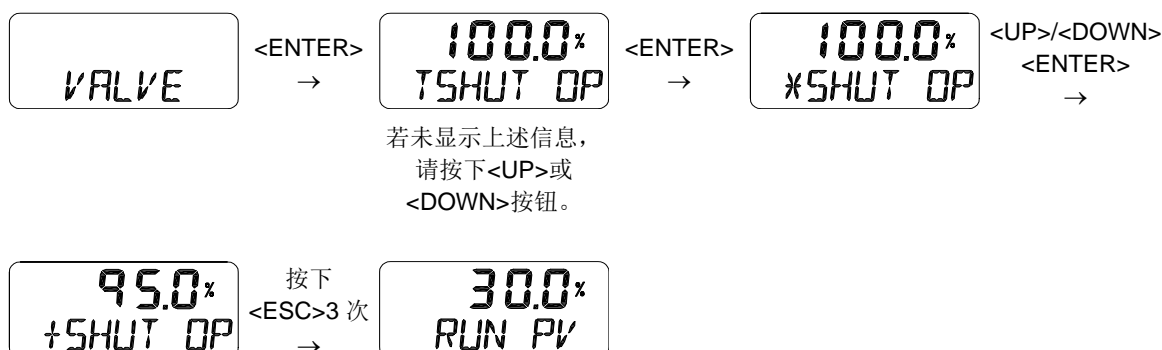 VALVE
<ENTER>
→
100.0%
TSHUT OP
<ENTER>
→
100.0%
*SHUT OP
<UP>/<DOWN>
<ENTER>
→
若未显示上述信息，
请按下<UP>或
<DOWN>按钮。
95.0%
+SHUT OP
按下
<ESC>3 次
→
30.0%
RUN PV